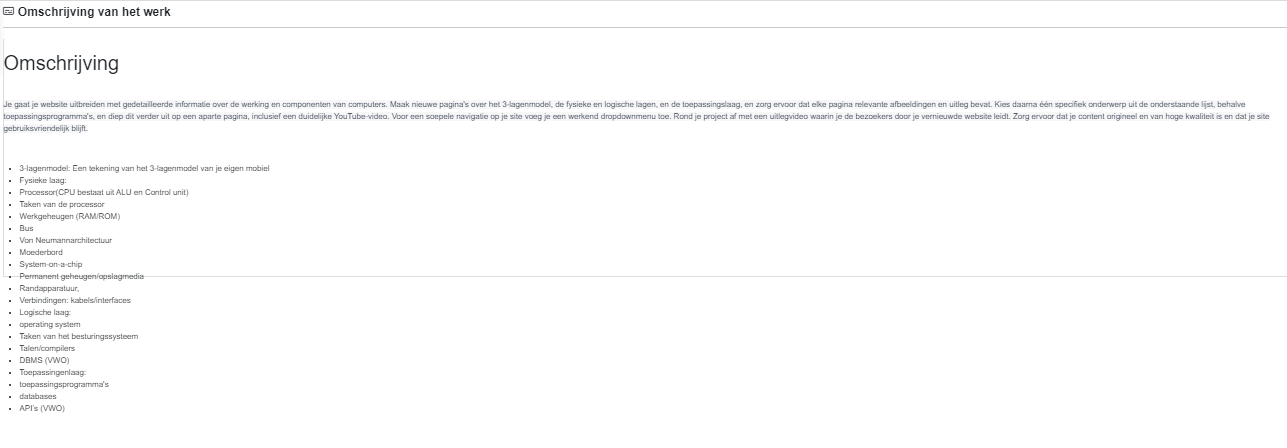 Omschrijving van het werk
Omschrijving
Je gaat je website uitbreiden met gedetailleerde informatie over de werking en componenten van computers. Maak nieuwe pagina's over het 3-lagenmodel, de fysieke en logische lagen, en de toepassingslaag, en zorg ervoor dat elke pagina relevante afbeeldingen en uitleg bevat. Kies daarna één specifiek onderwerp uit de onderstaande lijst, behalve
toepassingsprogramma's, en diep dit verder uit op een aparte pagina, inclusief een duidelijke YouTube-video. Voor een soepele navigatie op je site voeg je een werkend dropdownmenu toe. Rond je project af met een uitlegvideo waarin je de bezoekers door je vernieuwde website leidt. Zorg ervoor dat je content origineel en van hoge kwaliteit is en dat je site
gebruiksvriendelijk blijft.
• 3-lagenmodel: Een tekening van het 3-lagenmodel van je eigen mobiel
• Fysieke laag:
• Processor(CPU bestaat uit ALU en Control unit)
• Taken van de processor
• Werkgeheugen (RAM/ROM)
• Bus
• Von Neumannarchitectuur
• Moederbord
• System-on-a-chip
• Permanent geheugen/opslagmedia
• Randapparatuur,
• Verbindingen: kabels/interfaces
• Logische laag:
• operating system
• Taken van het besturingssysteem
• Talen/compilers
• DBMS (VWO)
• Toepassingenlaag:
• toepassingsprogramma's
• databases
• API's (VWO)